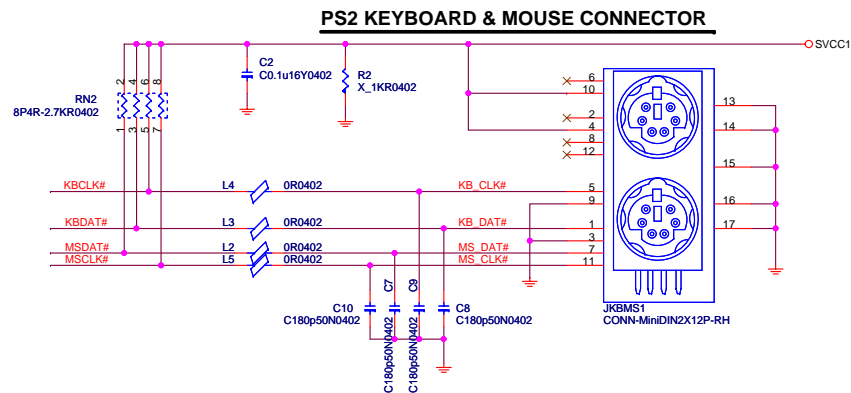 PS2 KEYBOARD & MOUSE CONNECTOR
SVCC1
C2
C0.1u16Y0402
R2
X_1KR0402
RN2
8P4R-2.7KR0402
2
4
6
8
1
3
5
7
6
10
2
4
8
12
13
14
15
16
17
KBCLK#
L4
0R0402
KB_CLK#
5
9
KBDAT#
L3
0R0402
KB_DAT#
1
3
MSDAT#
L2
0R0402
MS_DAT#
7
MSCLK#
L5
0R0402
MS_CLK#
11
C10
C180p50N0402
C7
C180p50N0402
C9
C180p50N0402
C8
C180p50N0402
JKBMS1
CONN-MiniDIN2X12P-RH